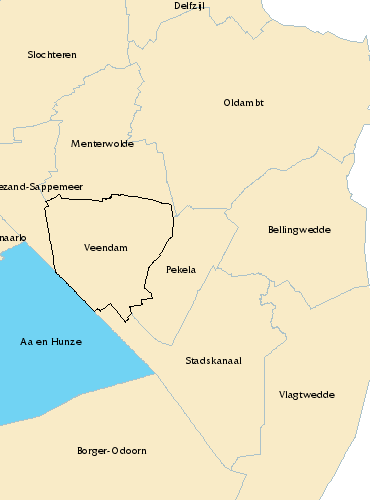 Delfzijl
Slochteren
Oldambt
Menterwolde
ezand-Sappemeer
Bellingwedde
naarlo
Veendam
Pekela
Aa en Hunze
Stadskanaal
Vlagtwedde
Borger-Odoorn